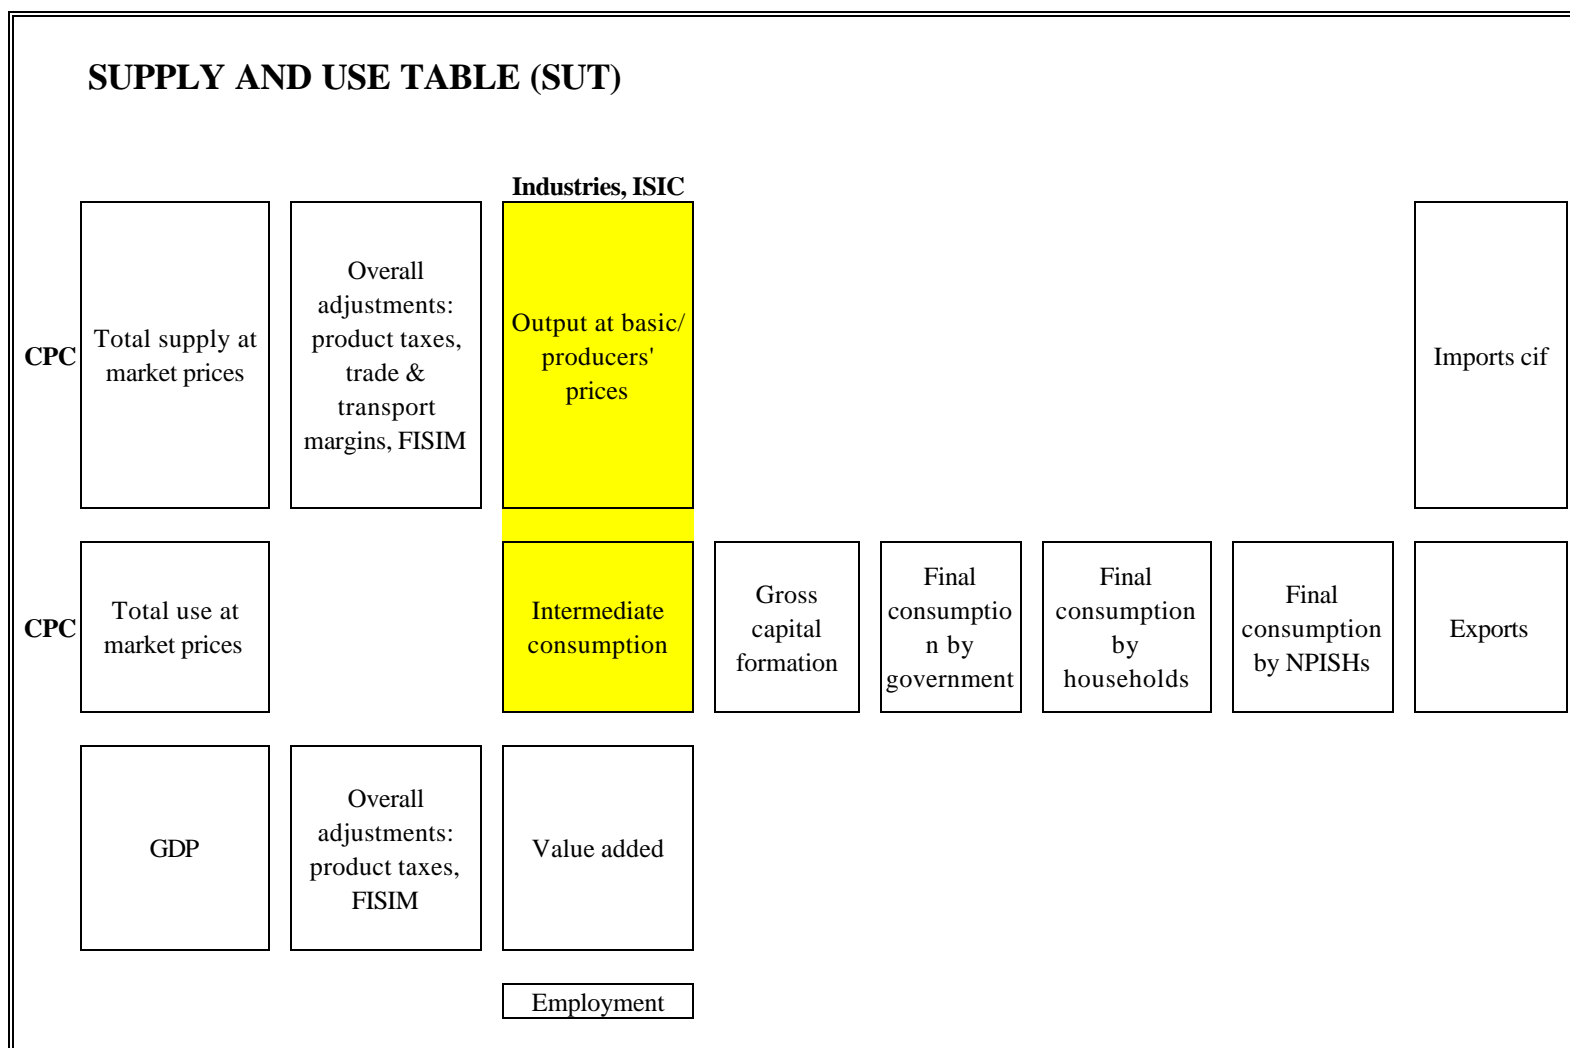 SUPPLY AND USE TABLE (SUT)
Industries, ISIC
CPC
Total supply at
market prices
Overall
adjustments:
product taxes,
trade &
transport
margins, FISIM
Output at basic/
producers'
prices
Imports cif
CPC
Total use at
market prices
Intermediate
consumption
Gross
capital
formation
Final
consumptio
n by
government
Final
consumption
by
households
Final
consumption
by NPISHs
Exports
GDP
Overall
adjustments:
product taxes,
FISIM
Value added
Employment